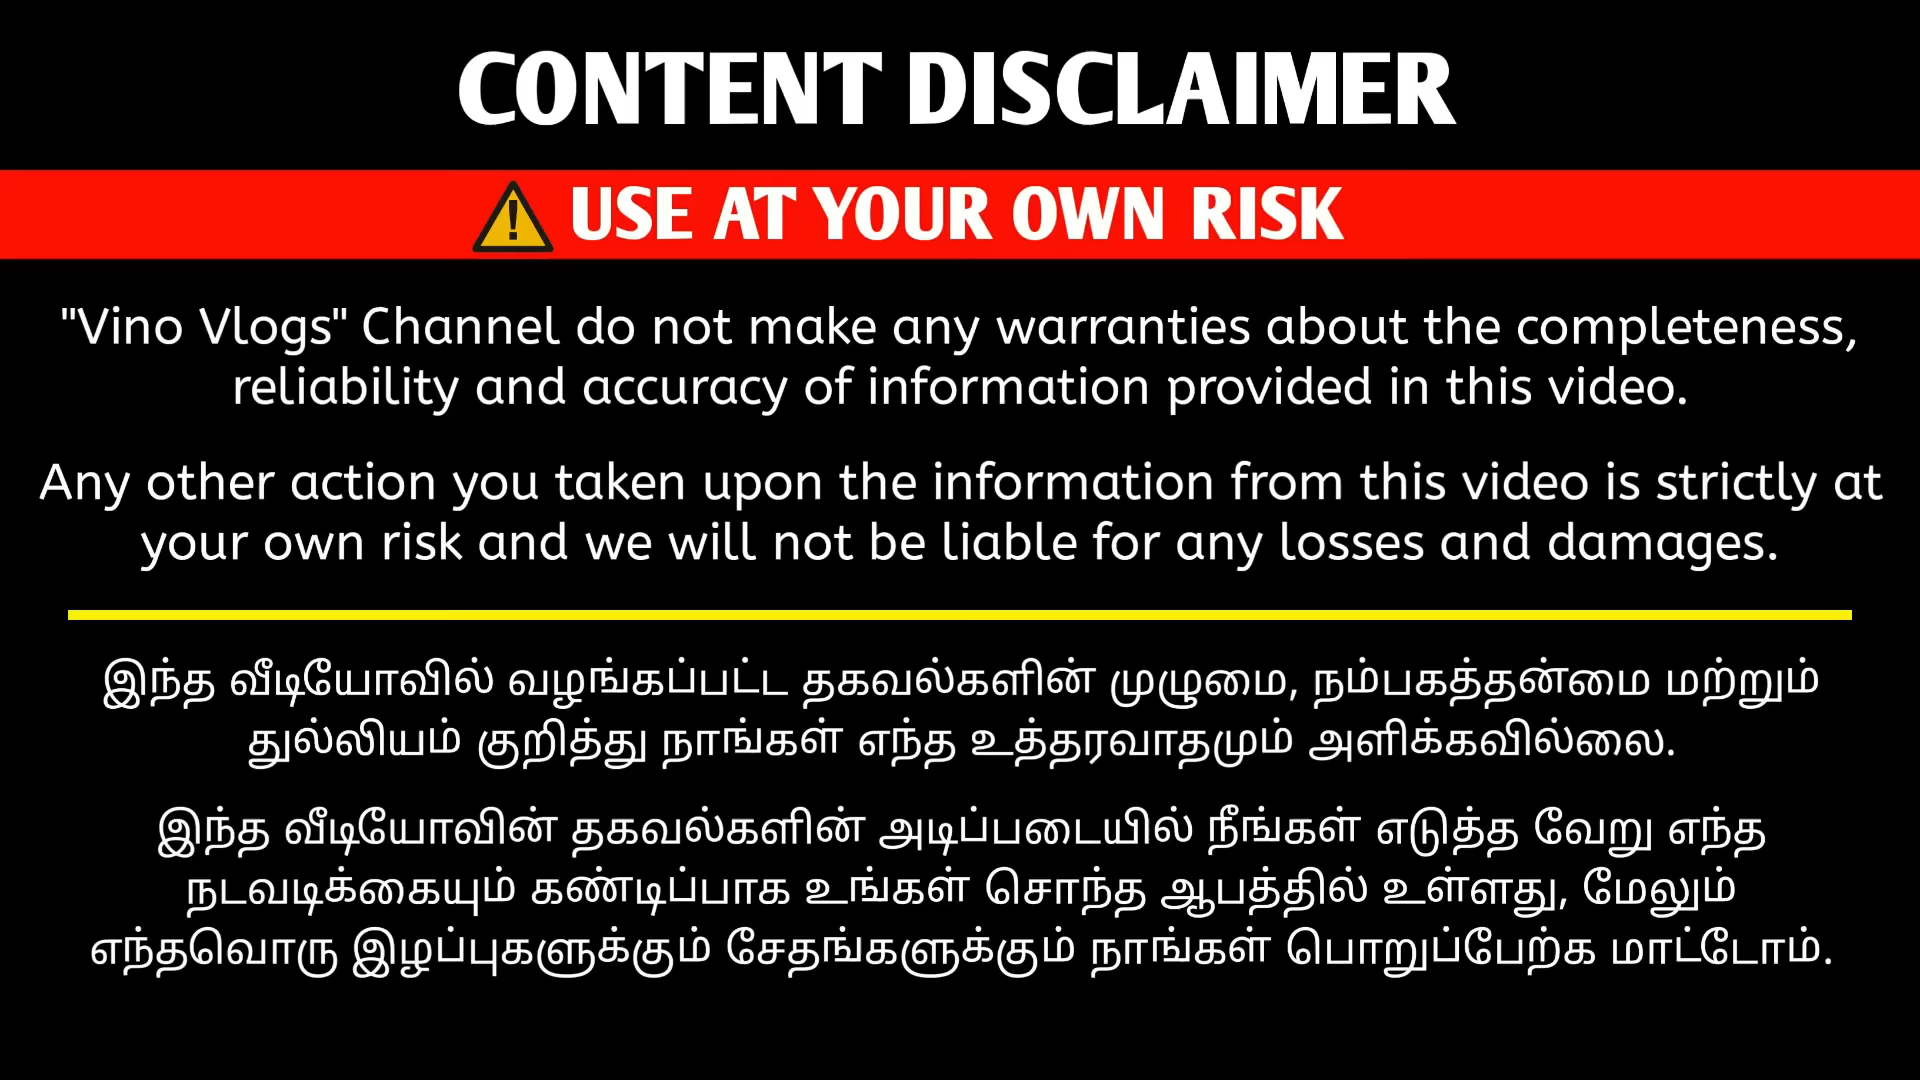 CONTENT DISCLAIMER
USE AT YOUR OWN RISK
"Vino Vlogs" Channel do not make any warranties about the completeness,
reliability and accuracy of information provided in this video.
Any other action you taken upon the information from this video is strictly at
your own risk and we will not be liable for any losses and damages.
இந்த வீடியோவில் வழங்கப்பட்ட தகவல்களின் முழுமை, நம்பகத்தன்மை மற்றும்
துல்லியம் குறித்து நாங்கள் எந்த உத்தரவாதமும் அளிக்கவில்லை.
இந்த வீடியோவின் தகவல்களின் அடிப்படையில் நீங்கள் எடுத்த வேறு எந்த
நடவடிக்கையும் கண்டிப்பாக உங்கள் சொந்த ஆபத்தில் உள்ளது, மேலும்
எந்தவொரு இழப்புகளுக்கும் சேதங்களுக்கும் நாங்கள் பொறுப்பேற்க மாட்டோம்.